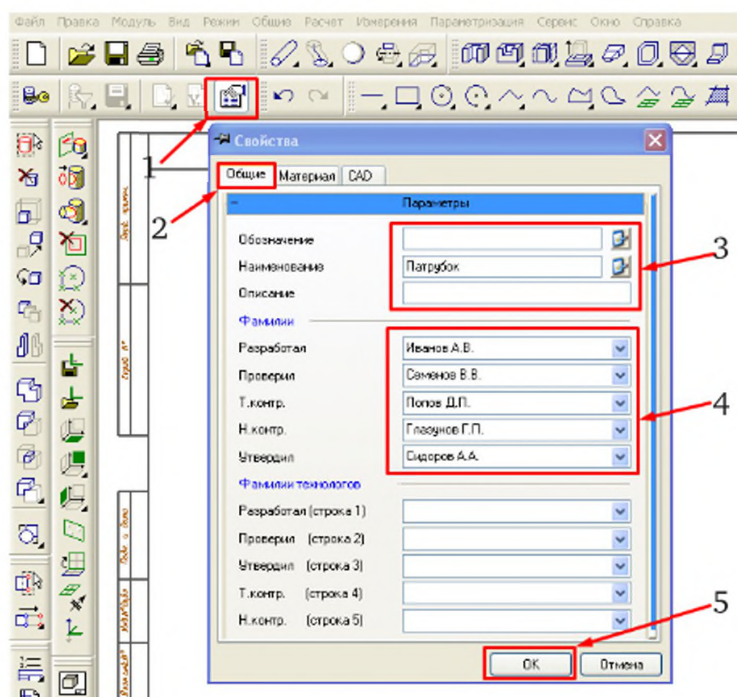 Файл Правка Модуль Вид Режим Общие Расчет Измерения Параметризация Сервис Окно Справка
1
Свойства
Общие Материал CAD
2
Параметры
Обозначение
3
Наименование Патрубок
Описание
Фамилии
Разработал Иванов А.В.
Проверил Семенов В.В.
Т.контр. Попов Д.П.
4
Н.контр. Глазунов Г.П.
Утвердил Сидоров А.А.
Фамилии технологов
Разработал (строка 1)
Проверил (строка 2)
Утвердил (строка 3)
Т.контр. (строка 4)
5
Н.контр. (строка 5)
OK Отмена